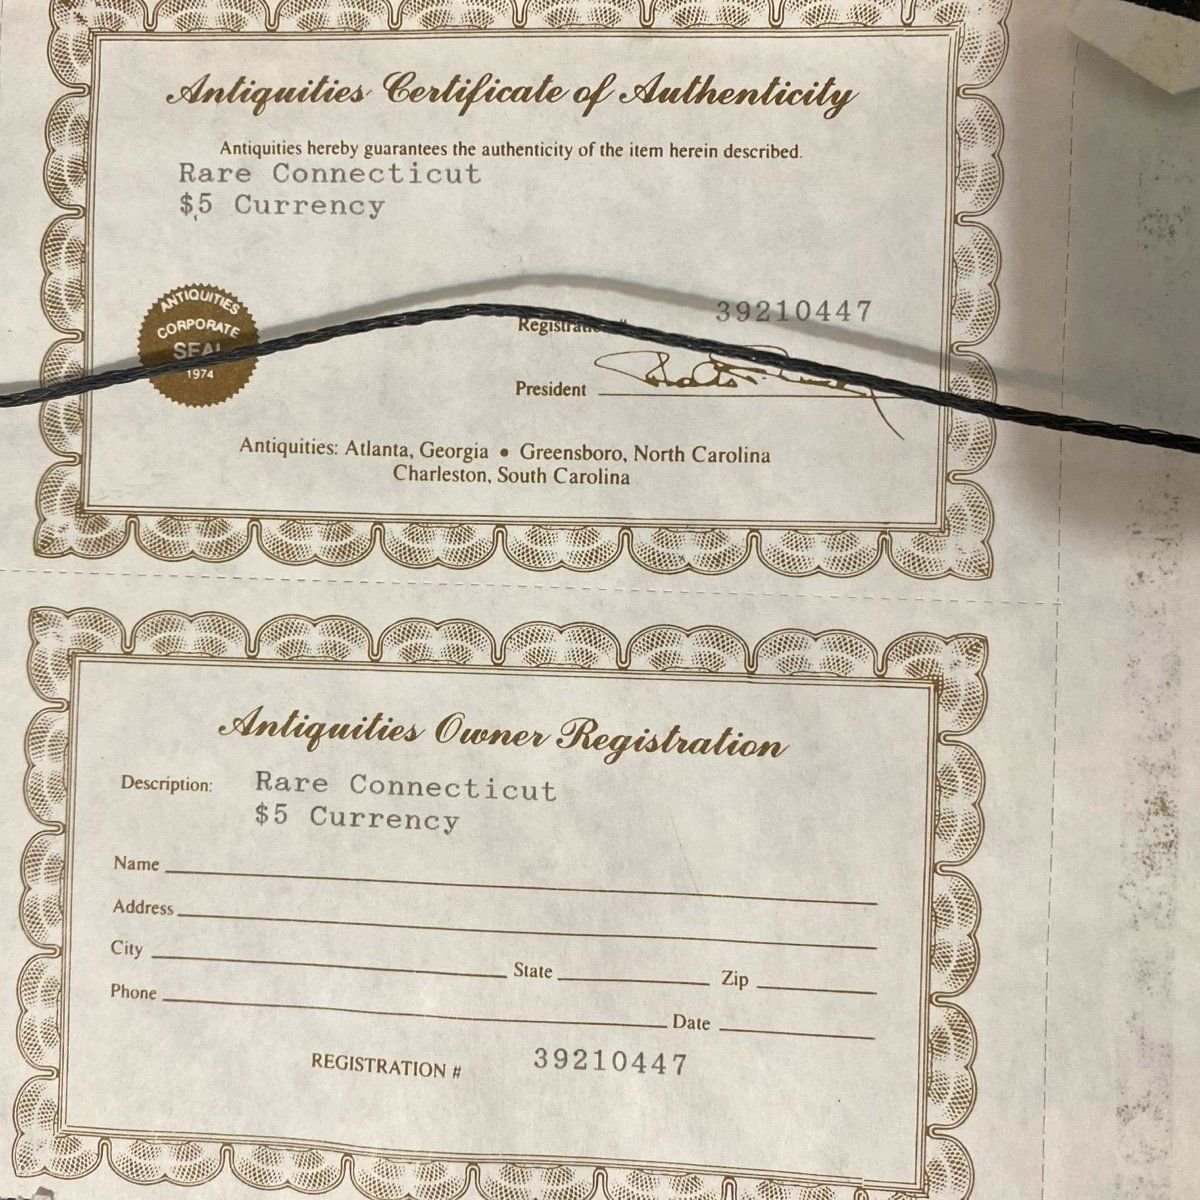 Antiquities Certificate of Authenticity
Antiquities hereby guarantees the authenticity of the item herein described.
Rare Connecticut
$5 Currency
ANTIQUITIES
CORPORATE
SEAL
1974
39210447
President
Antiquities: Atlanta, Georgia • Greensboro, North Carolina
Charleston, South Carolina
Antiquities Owner Registration
Description: Rare Connecticut
$5 Currency
Name
Address
City State Zip
Phone Date
REGISTRATION # 39210447